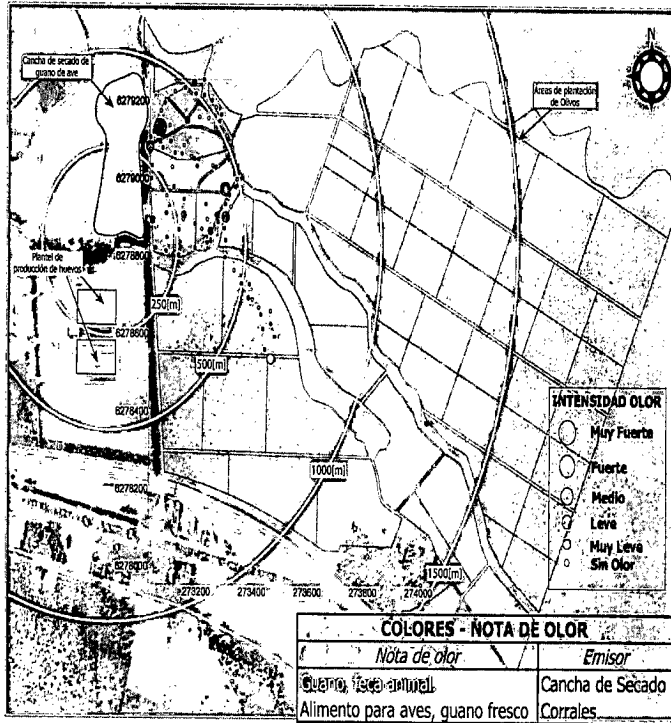 Cancha de secado de
guano de ave
N
Áreas de plantación
de Olivos
6279200
6279000
6278800
Plantel de
producción de huevos
250[m]
6278600
500[m]
6278400
INTENSIDAD OLOR
Muy Fuerte
Fuerte
Medio
Leve
Muy Leve
Sin Olor
1000[m]
6278200
6278000
1500[m]
273200
273400
273600
273800
274000
COLORES - NOTA DE OLOR
Nota de olor
Emisor
Guano, feca animal
Cancha de Secado
Alimento para aves, guano fresco
Corrales